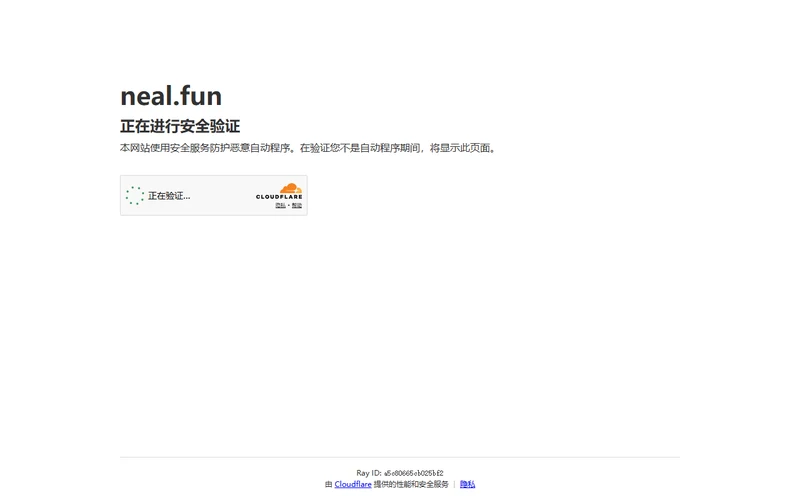 neal.fun
正在进行安全验证
本网站使用安全服务防护恶意自动程序。在验证您不是自动程序期间，将显示此页面。
正在验证...
CLOUDFLARE
隐私 • 帮助
Ray ID: a5c80665cb025bf2
由 Cloudflare 提供的性能和安全服务 | 隐私